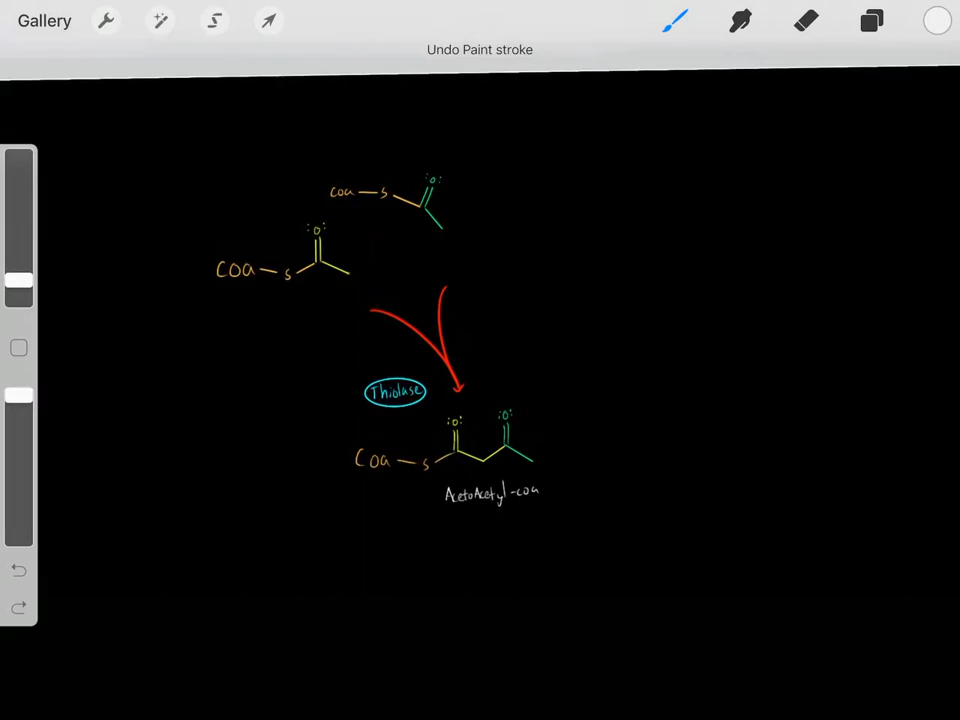 Gallery
Undo Paint stroke
:O:
COA — S
:O:
COA — S
Thiolase
:O: :O:
COA — S
AcetoAcetyl-COA